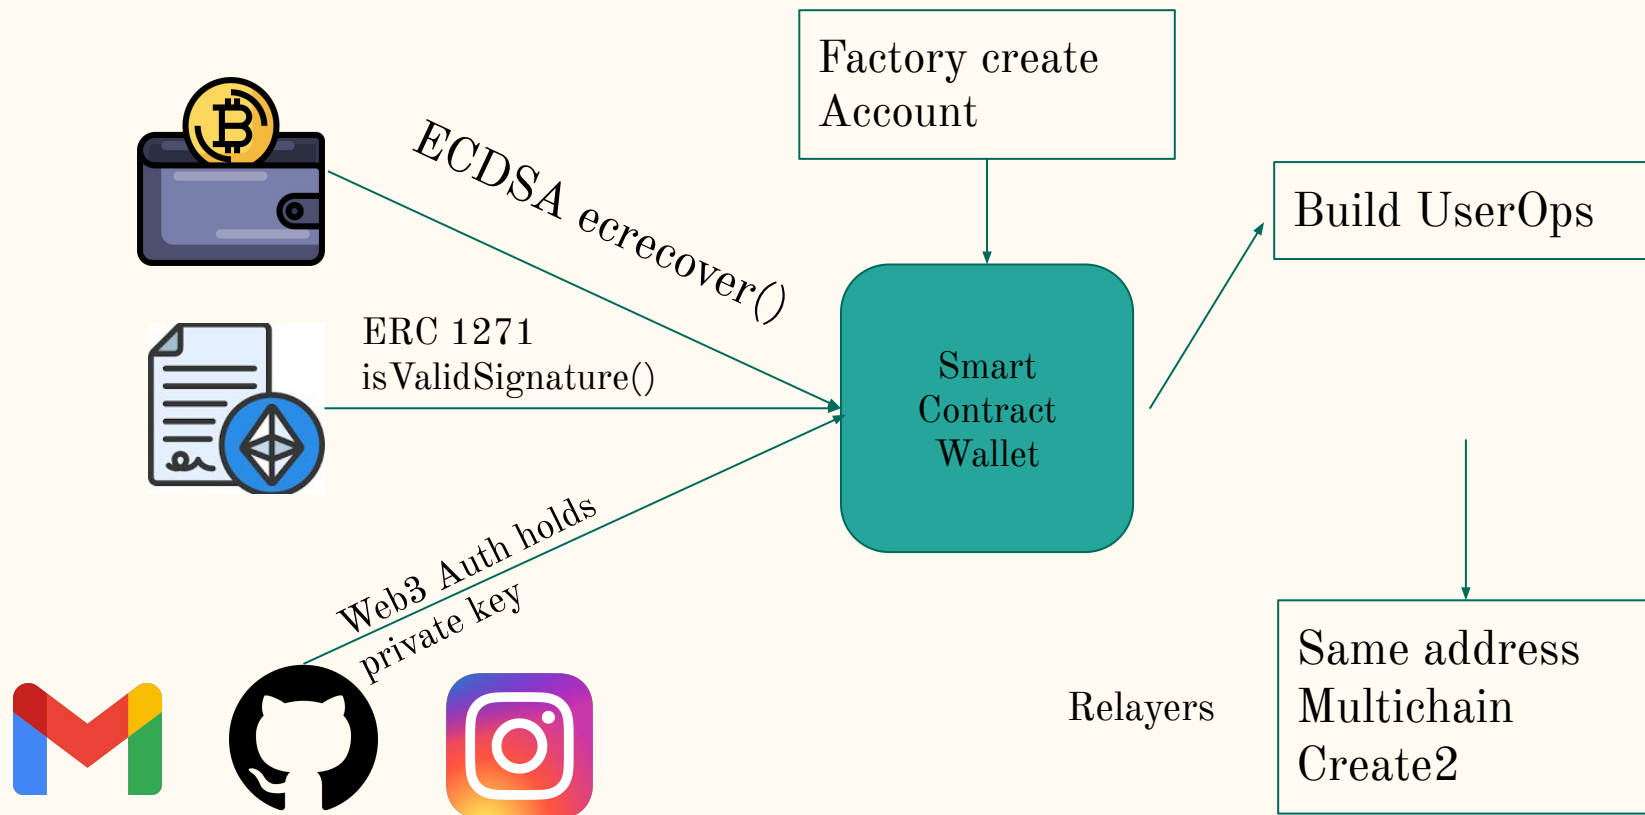 Factory create
Account
ECDSA ecrecover()
Build UserOps
ERC 1271
isValidSignature()
Smart
Contract
Wallet
Web3 Auth holds
private key
Relayers
Same address
Multichain
Create2